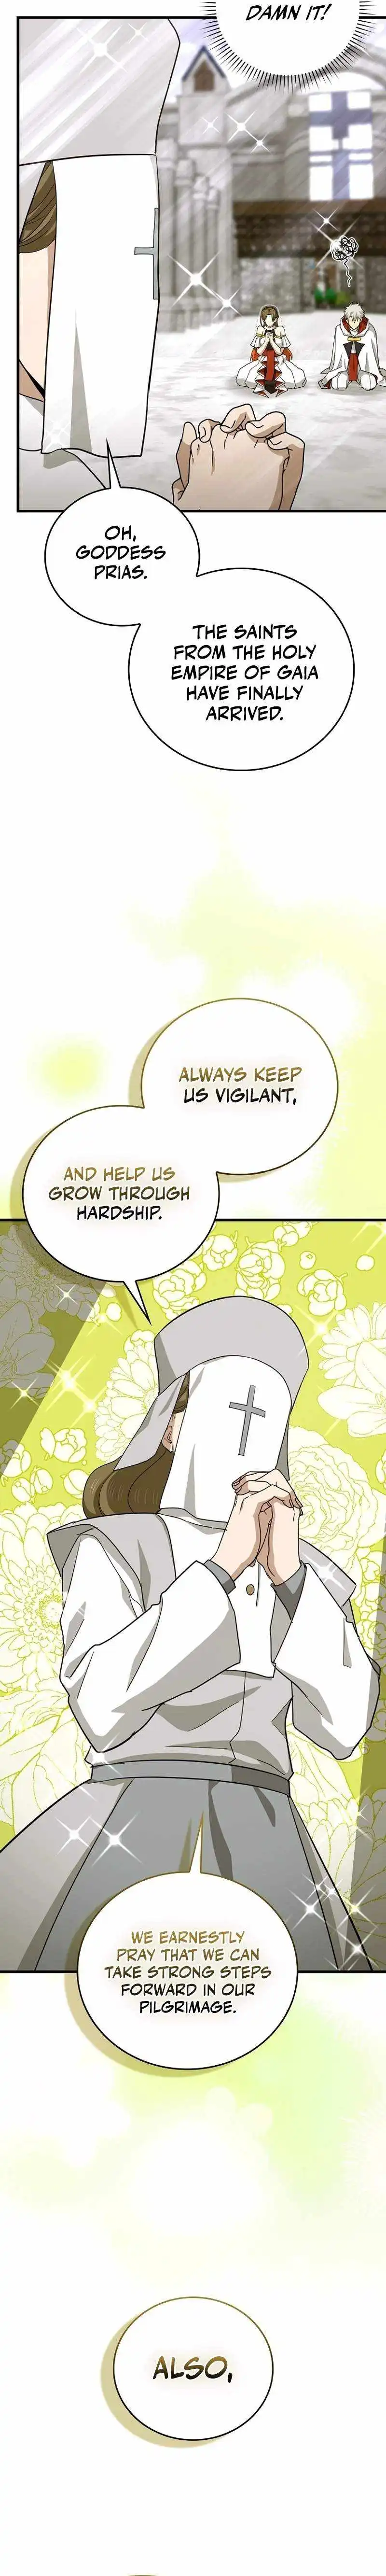 DAMN IT!
OH,
GODDESS
PRIAS.
THE SAINTS
FROM THE HOLY
EMPIRE OF GAIA
HAVE FINALLY
ARRIVED.
ALWAYS KEEP
US VIGILANT,
AND HELP US
GROW THROUGH
HARDSHIP.
WE EARNESTLY
PRAY THAT WE CAN
TAKE STRONG STEPS
FORWARD IN OUR
PILGRIMAGE.
ALSO,